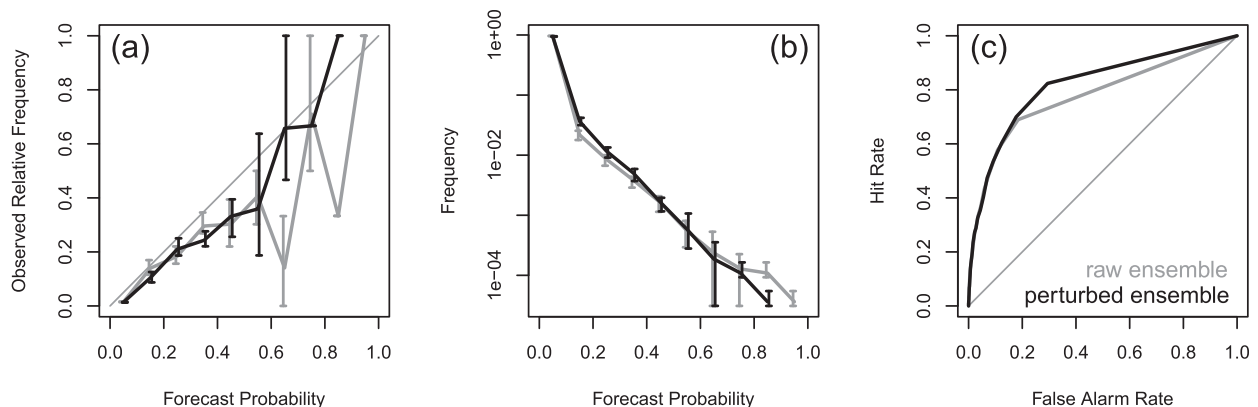 (a)
Observed Relative Frequency
1.0
0.8
0.6
0.4
0.2
0.0
0.0 0.2 0.4 0.6 0.8 1.0
Forecast Probability
(b)
Frequency
1e+00
1e-02
1e-04
0.0 0.2 0.4 0.6 0.8 1.0
Forecast Probability
(c)
Hit Rate
1.0
0.8
0.6
0.4
0.2
0.0
raw ensemble
perturbed ensemble
0.0 0.2 0.4 0.6 0.8 1.0
False Alarm Rate